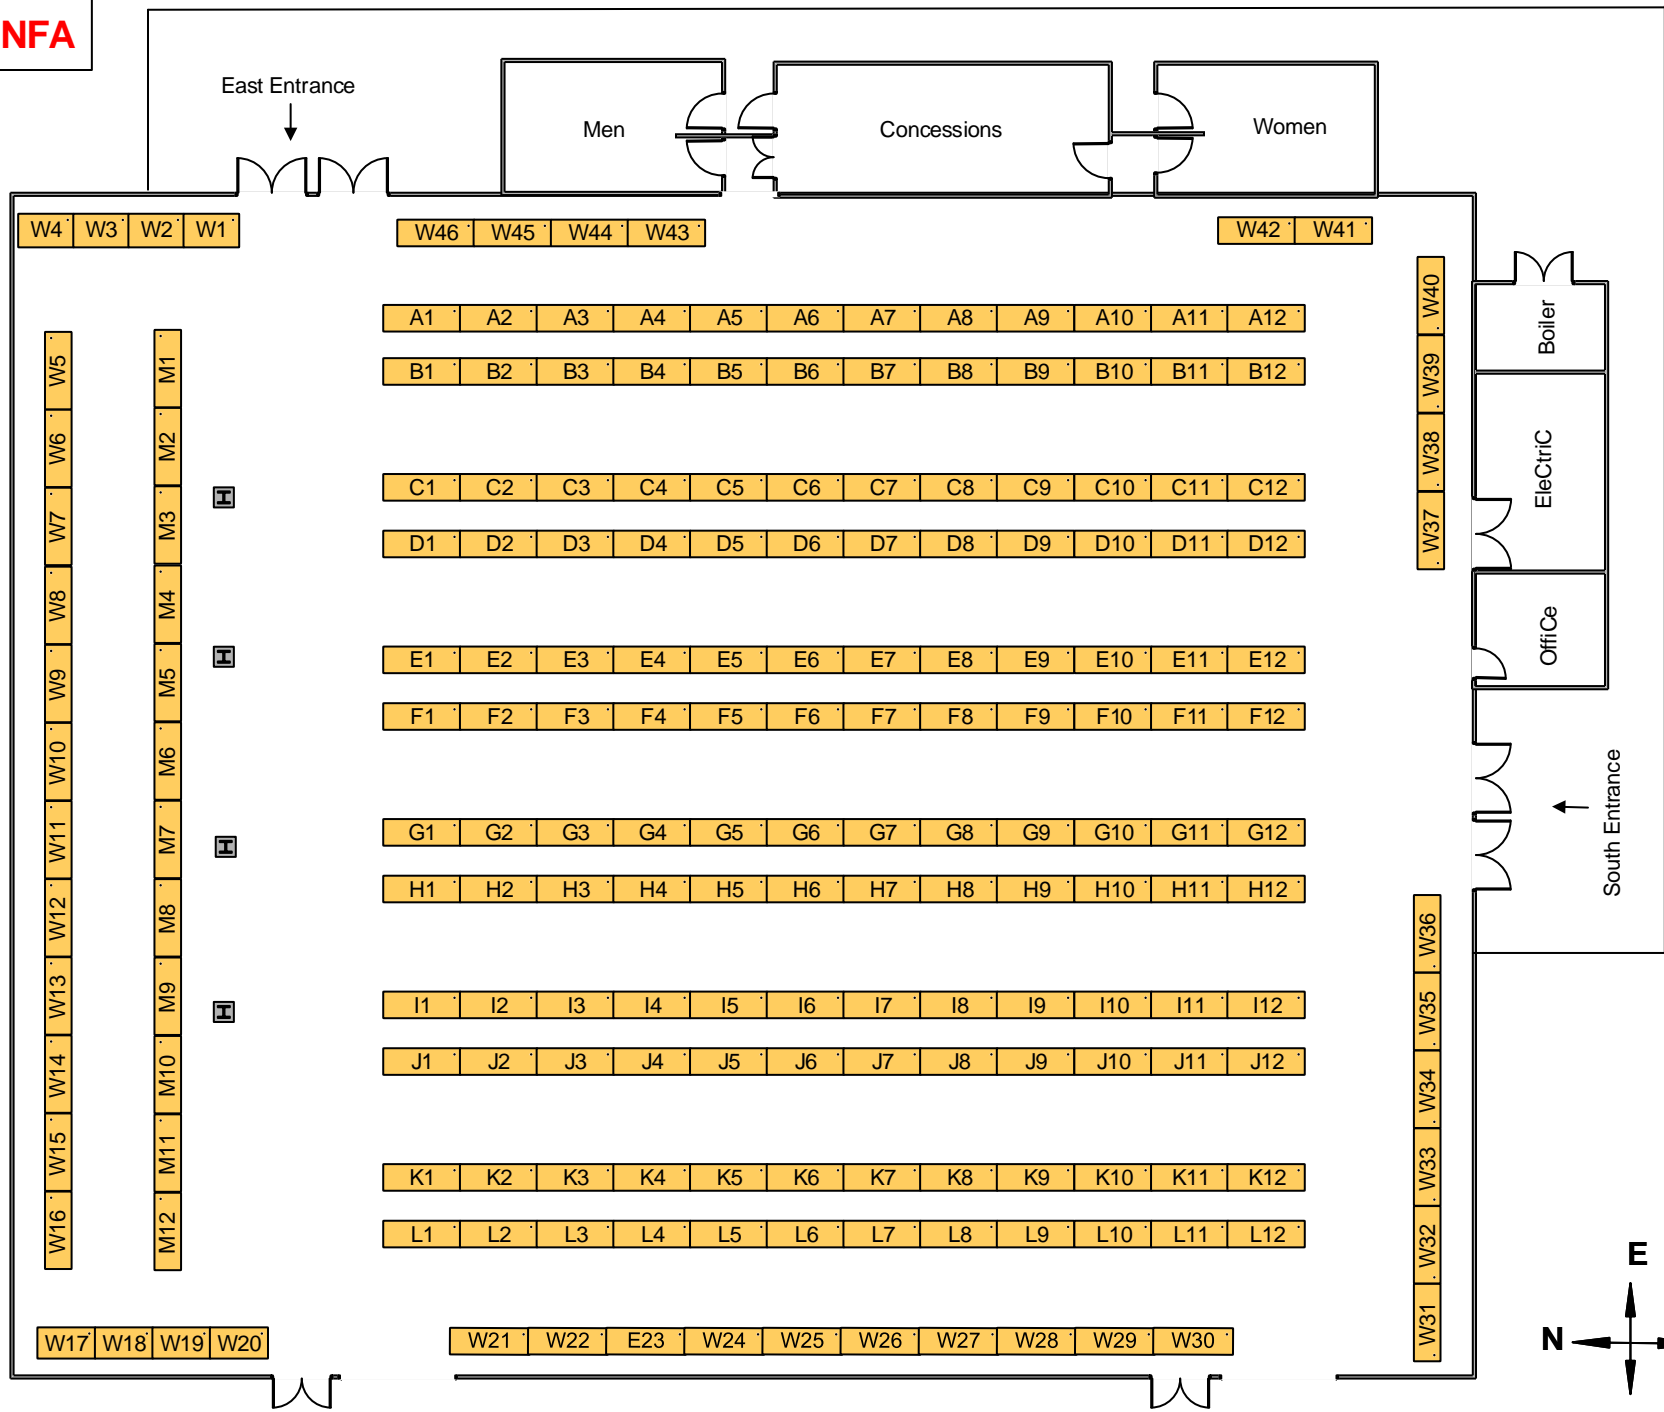 NFA
East Entrance
Men
Concessions
Women
W4 W3 W2 W1
W46 W45 W44 W43
W42 W41
A1 A2 A3 A4 A5 A6 A7 A8 A9 A10 A11 A12
B1 B2 B3 B4 B5 B6 B7 B8 B9 B10 B11 B12
C1 C2 C3 C4 C5 C6 C7 C8 C9 C10 C11 C12
D1 D2 D3 D4 D5 D6 D7 D8 D9 D10 D11 D12
E1 E2 E3 E4 E5 E6 E7 E8 E9 E10 E11 E12
F1 F2 F3 F4 F5 F6 F7 F8 F9 F10 F11 F12
G1 G2 G3 G4 G5 G6 G7 G8 G9 G10 G11 G12
H1 H2 H3 H4 H5 H6 H7 H8 H9 H10 H11 H12
I1 I2 I3 I4 I5 I6 I7 I8 I9 I10 I11 I12
J1 J2 J3 J4 J5 J6 J7 J8 J9 J10 J11 J12
K1 K2 K3 K4 K5 K6 K7 K8 K9 K10 K11 K12
L1 L2 L3 L4 L5 L6 L7 L8 L9 L10 L11 L12
W5
W6
W7
W8
W9
W10
W11
W12
W13
W14
W15
W16
M1
M2
M3
M4
M5
M6
M7
M8
M9
M10
M11
M12
H
H
H
H
W40
W39
W38
W37
Boiler
EleCtriC
OffiCe
South Entrance
W36
W35
W34
W33
W32
W31
W17 W18 W19 W20
W21 W22 E23 W24 W25 W26 W27 W28 W29 W30
E
N